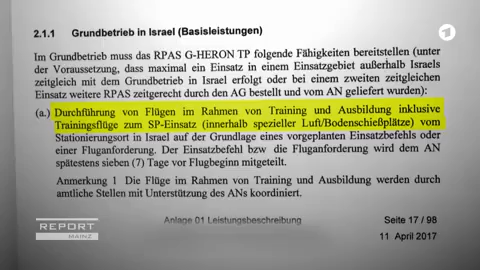 2.1.1 Grundbetrieb in Israel (Basisleistungen)
Im Grundbetrieb muss das RPAS G-HERON TP folgende Fähigkeiten bereitstellen (unter
der Voraussetzung, dass maximal ein Einsatz in einem Einsatzgebiet außerhalb Israels
zeitgleich mit dem Grundbetrieb in Israel erfolgt oder bei einem zweiten zeitgleichen
Einsatz weitere RPAS zeitgerecht durch den AG bestellt und vom AN geliefert wurden):
(a.) Durchführung von Flügen im Rahmen von Training und Ausbildung inklusive
Trainingsflüge zum SP-Einsatz (innerhalb spezieller Luft/Bodenschießplätze) vom
Stationierungsort in Israel auf der Grundlage eines vorgeplanten Einsatzbefehls oder
einer Fluganforderung. Der Einsatzbefehl bzw die Fluganforderung wird dem AN
spätestens sieben (7) Tage vor Flugbeginn mitgeteilt.
Anmerkung 1 Die Flüge im Rahmen von Training und Ausbildung werden durch
amtliche Stellen mit Unterstützung des ANs koordiniert.
Anlage 01 Leistungsbeschreibung
Seite 17 / 98
11 April 2017
REPORT
MAINZ
1